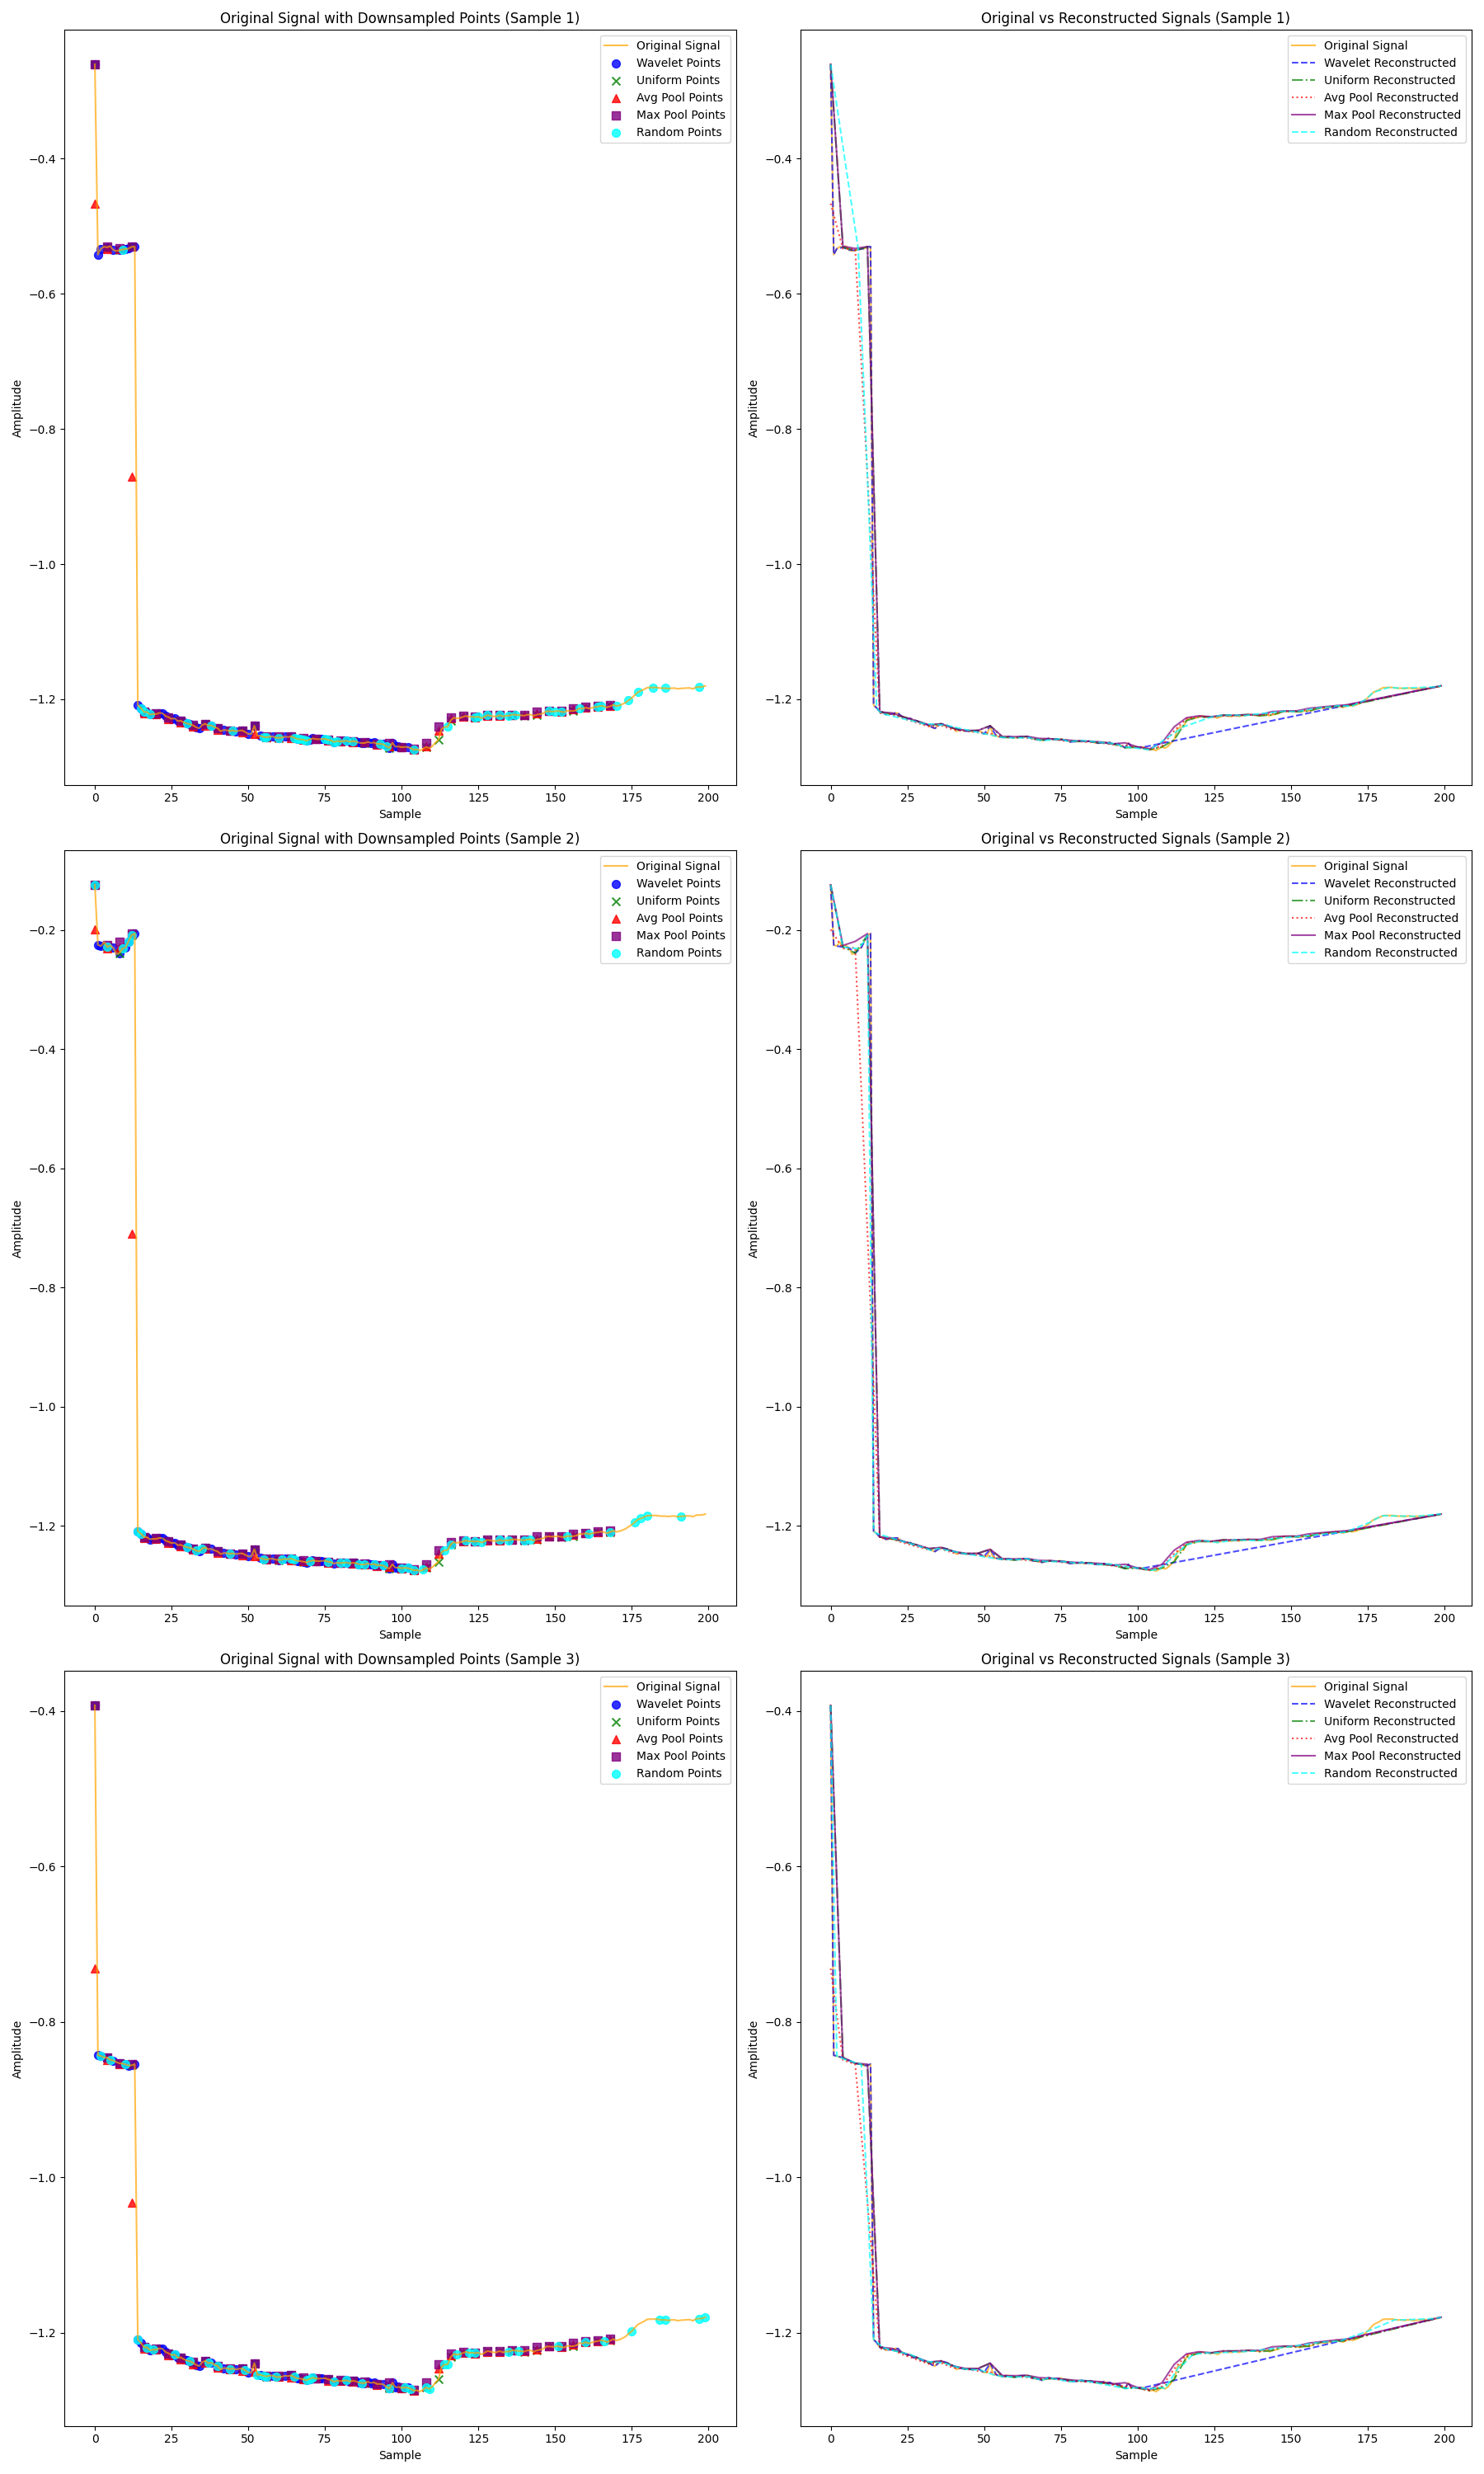 Original Signal with Downsampled Points (Sample 1)
Original Signal
Wavelet Points
Uniform Points
Avg Pool Points
Max Pool Points
Random Points
Amplitude
−0.4
−0.6
−0.8
−1.0
−1.2
0 25 50 75 100 125 150 175 200
Sample
Original vs Reconstructed Signals (Sample 1)
Original Signal
Wavelet Reconstructed
Uniform Reconstructed
Avg Pool Reconstructed
Max Pool Reconstructed
Random Reconstructed
Amplitude
−0.4
−0.6
−0.8
−1.0
−1.2
0 25 50 75 100 125 150 175 200
Sample
Original Signal with Downsampled Points (Sample 2)
Original Signal
Wavelet Points
Uniform Points
Avg Pool Points
Max Pool Points
Random Points
Amplitude
−0.2
−0.4
−0.6
−0.8
−1.0
−1.2
0 25 50 75 100 125 150 175 200
Sample
Original vs Reconstructed Signals (Sample 2)
Original Signal
Wavelet Reconstructed
Uniform Reconstructed
Avg Pool Reconstructed
Max Pool Reconstructed
Random Reconstructed
Amplitude
−0.2
−0.4
−0.6
−0.8
−1.0
−1.2
0 25 50 75 100 125 150 175 200
Sample
Original Signal with Downsampled Points (Sample 3)
Original Signal
Wavelet Points
Uniform Points
Avg Pool Points
Max Pool Points
Random Points
Amplitude
−0.4
−0.6
−0.8
−1.0
−1.2
0 25 50 75 100 125 150 175 200
Sample
Original vs Reconstructed Signals (Sample 3)
Original Signal
Wavelet Reconstructed
Uniform Reconstructed
Avg Pool Reconstructed
Max Pool Reconstructed
Random Reconstructed
Amplitude
−0.4
−0.6
−0.8
−1.0
−1.2
0 25 50 75 100 125 150 175 200
Sample